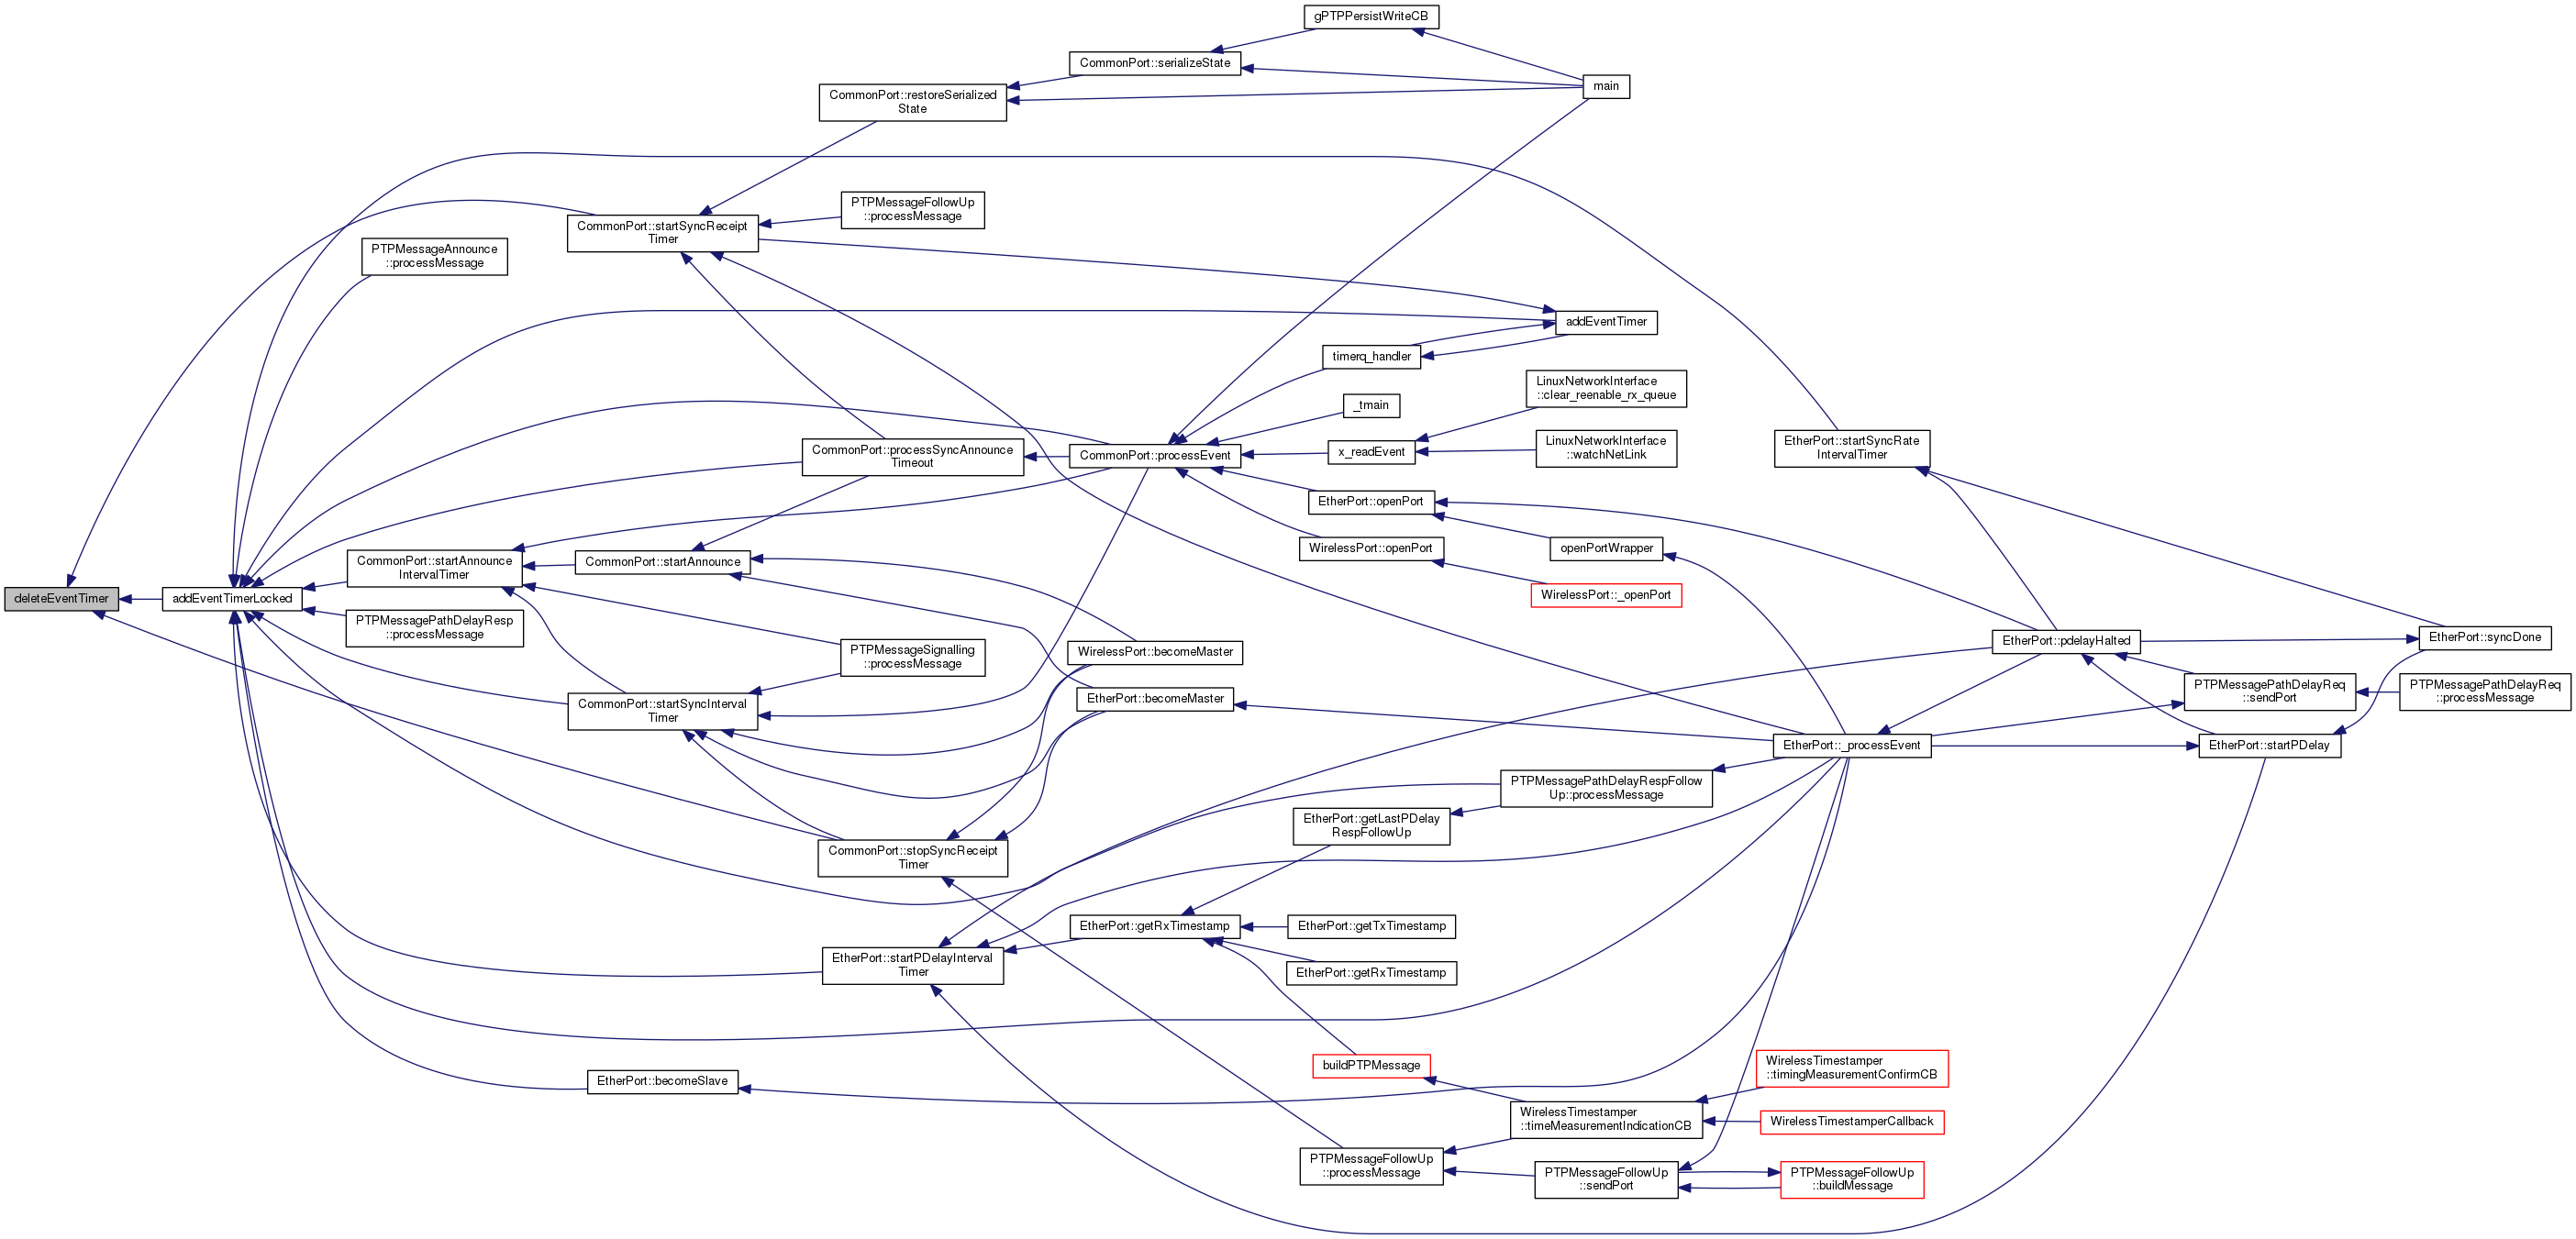 gPTPPersistWriteCB
CommonPort::serializeState
main
CommonPort::restoreSerialized
State
PTPMessageFollowUp
::processMessage
CommonPort::startSyncReceipt
Timer
PTPMessageAnnounce
::processMessage
addEventTimer
timerq_handler
LinuxNetworkInterface
::clear_reenable_rx_queue
_tmain
CommonPort::processSyncAnnounce
Timeout
CommonPort::processEvent
x_readEvent
LinuxNetworkInterface
::watchNetLink
EtherPort::startSyncRate
IntervalTimer
EtherPort::openPort
WirelessPort::openPort
openPortWrapper
CommonPort::startAnnounce
IntervalTimer
CommonPort::startAnnounce
deleteEventTimer
addEventTimerLocked
WirelessPort::_openPort
PTPMessagePathDelayResp
::processMessage
PTPMessageSignalling
::processMessage
WirelessPort::becomeMaster
EtherPort::pdelayHalted
EtherPort::syncDone
CommonPort::startSyncInterval
Timer
EtherPort::becomeMaster
PTPMessagePathDelayReq
::sendPort
PTPMessagePathDelayReq
::processMessage
EtherPort::_processEvent
EtherPort::startPDelay
PTPMessagePathDelayRespFollow
Up::processMessage
EtherPort::getLastPDelay
RespFollowUp
CommonPort::stopSyncReceipt
Timer
EtherPort::getRxTimestamp
EtherPort::getTxTimestamp
EtherPort::startPDelayInterval
Timer
EtherPort::getRxTimestamp
buildPTPMessage
WirelessTimestamper
::timingMeasurementConfirmCB
EtherPort::becomeSlave
WirelessTimestamper
::timeMeasurementIndicationCB
WirelessTimestamperCallback
PTPMessageFollowUp
::processMessage
PTPMessageFollowUp
::sendPort
PTPMessageFollowUp
::buildMessage